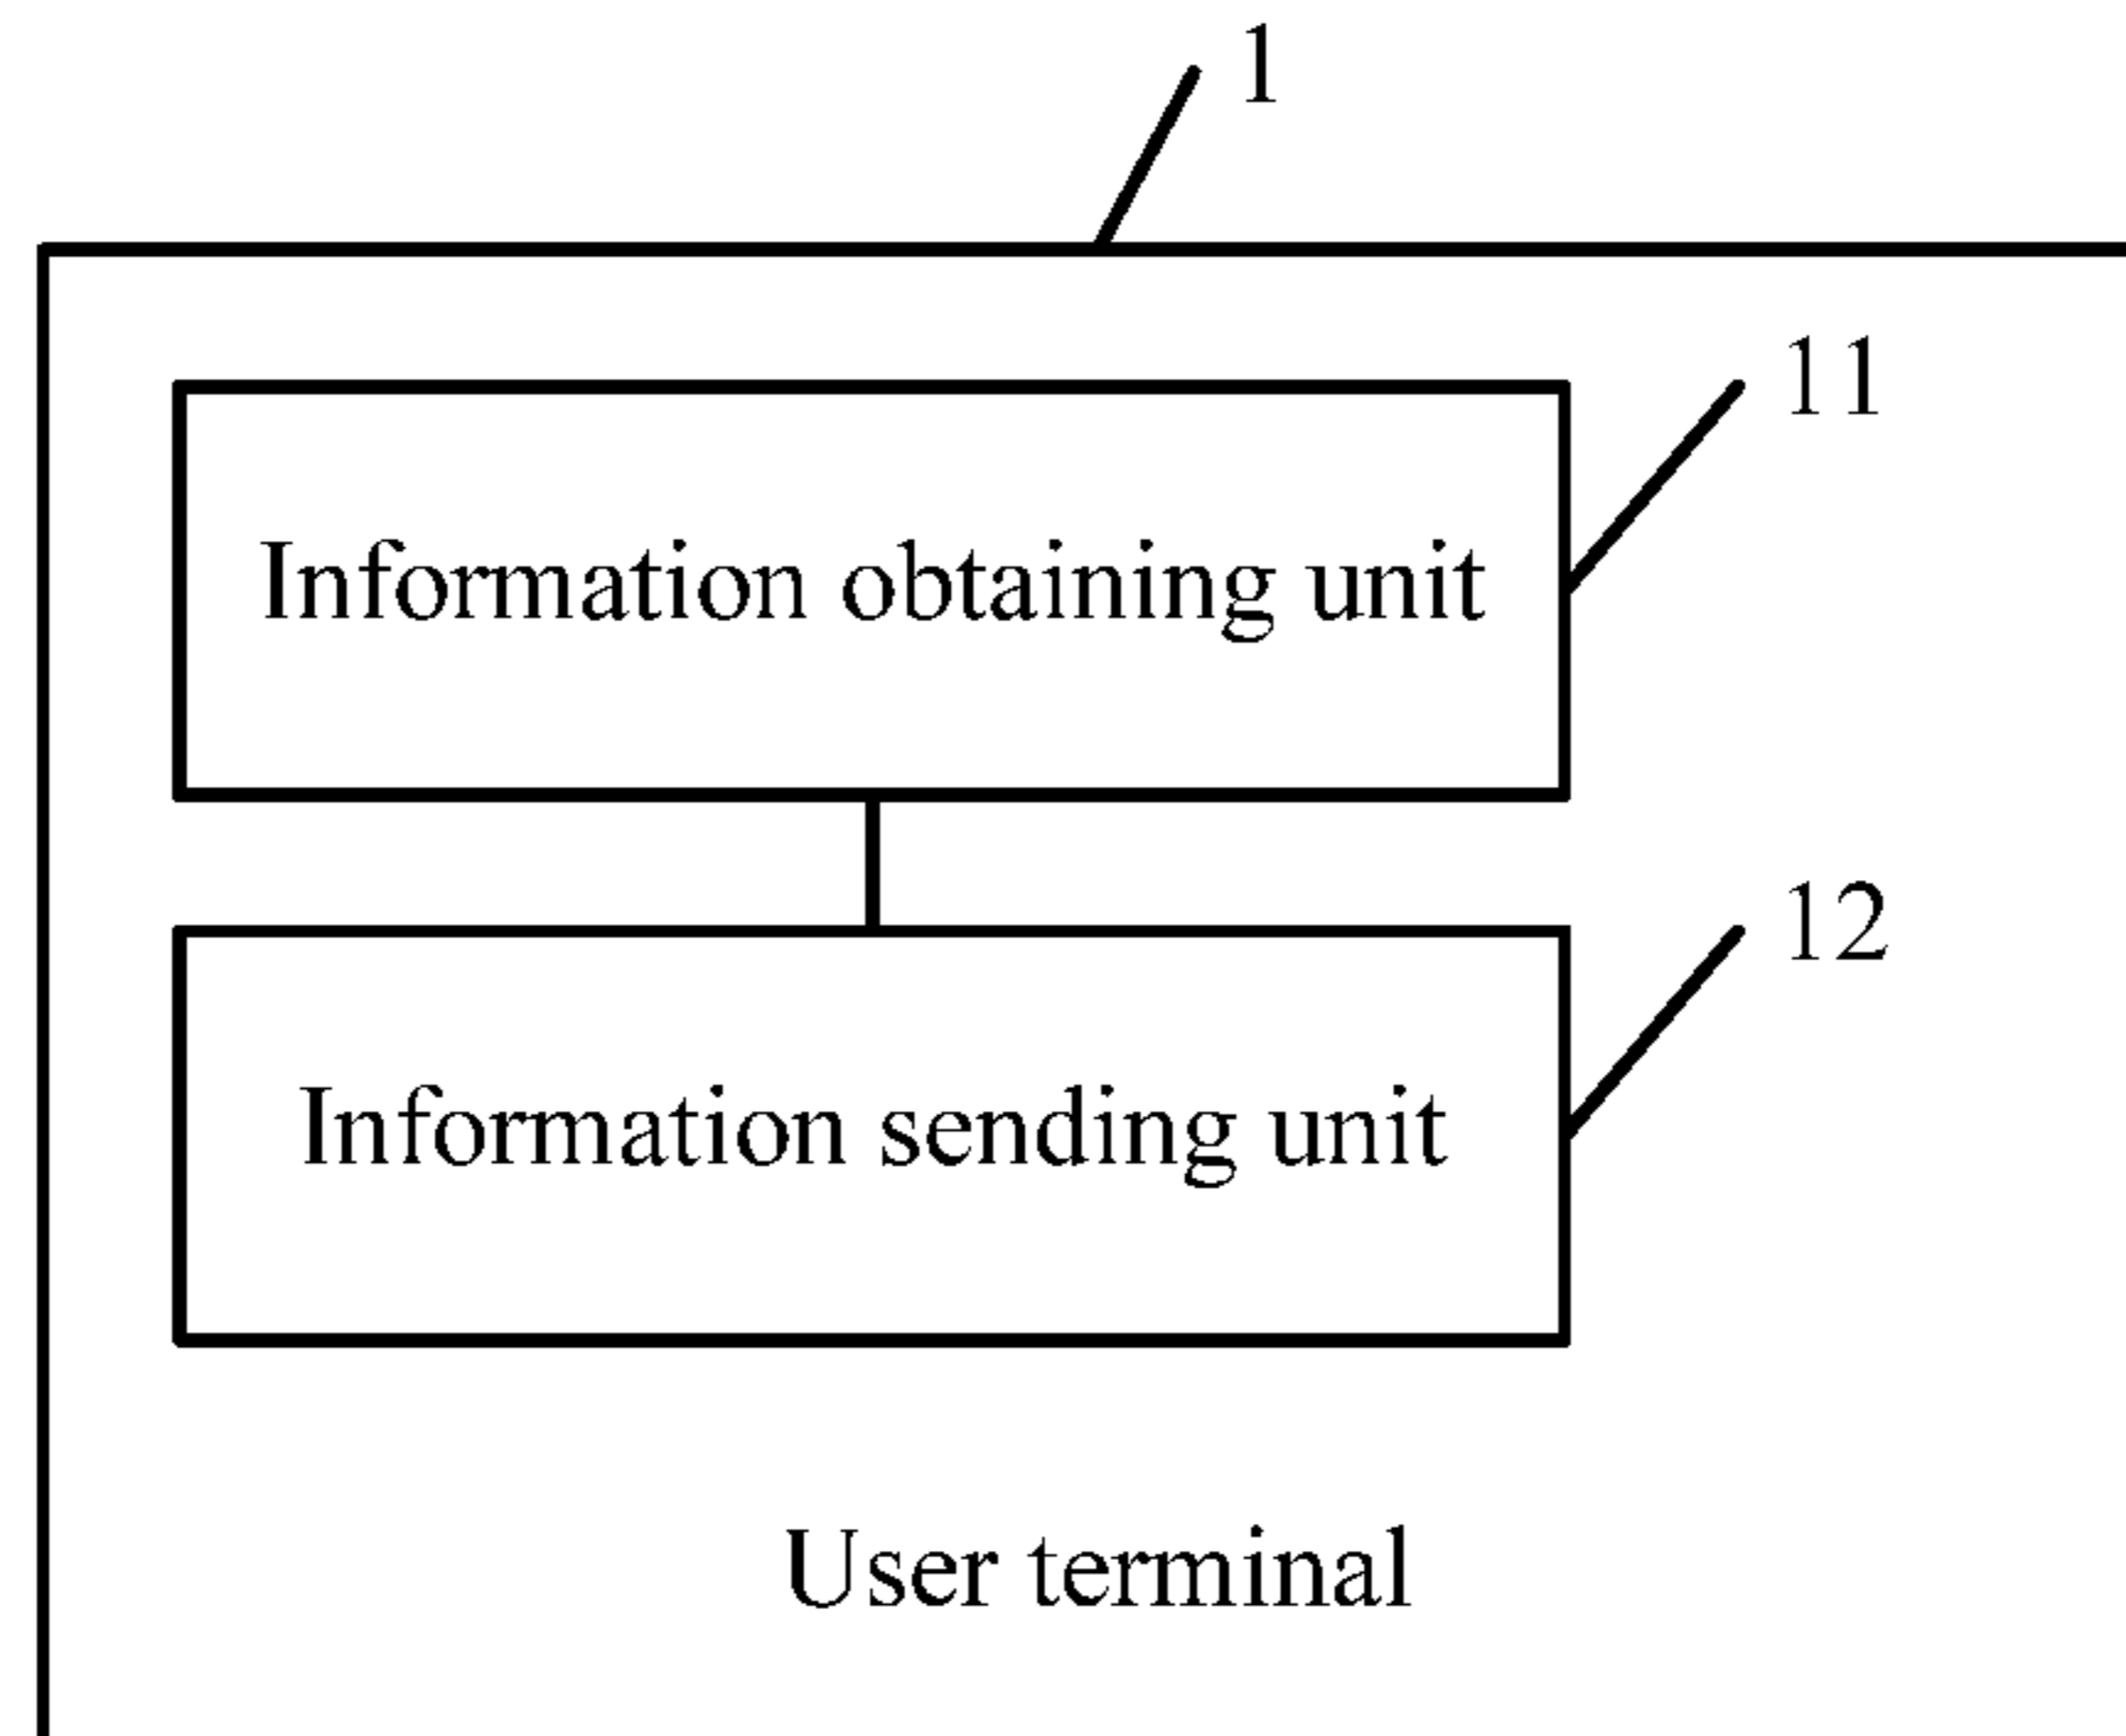 1
11
Information obtaining unit
12
Information sending unit
User terminal